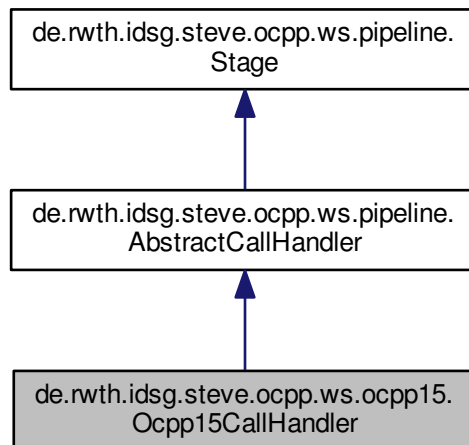 de.rwth.idsg.steve.ocpp.ws.pipeline.
Stage
de.rwth.idsg.steve.ocpp.ws.pipeline.
AbstractCallHandler
de.rwth.idsg.steve.ocpp.ws.ocpp15.
Ocpp15CallHandler